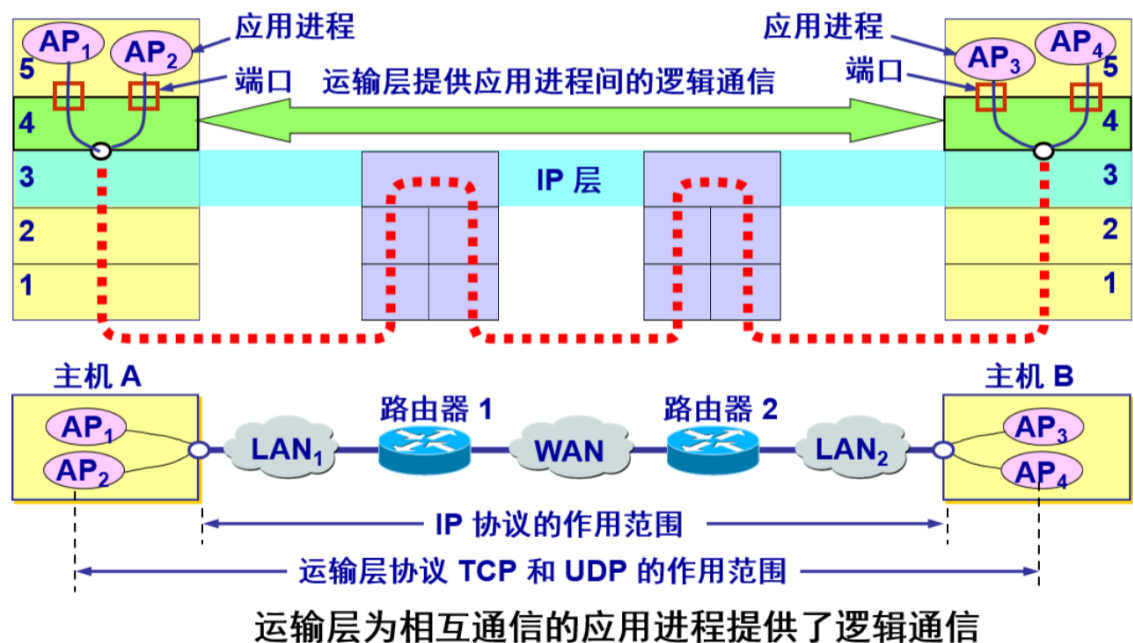 AP1 AP2 应用进程
应用进程 AP3 AP4
5 端口 运输层提供应用进程间的逻辑通信 端口 5
4 4
3 IP 层 3
2 2
1 1
主机 A 主机 B
AP1 路由器 1 路由器 2 AP3
LAN1 WAN LAN2
AP2 AP4
IP 协议的作用范围
运输层协议 TCP 和 UDP 的作用范围
运输层为相互通信的应用进程提供了逻辑通信